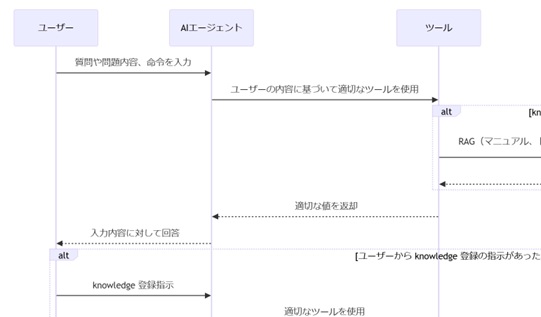 ユーザー
AIエージェント
ツール
質問や問題内容、命令を入力
ユーザーの内容に基づいて適切なツールを使用
alt
[kn
RAG（マニュアル、
適切な値を返却
入力内容に対して回答
alt
[ユーザーから knowledge 登録の指示があった
knowledge 登録指示
適切なツールを使用